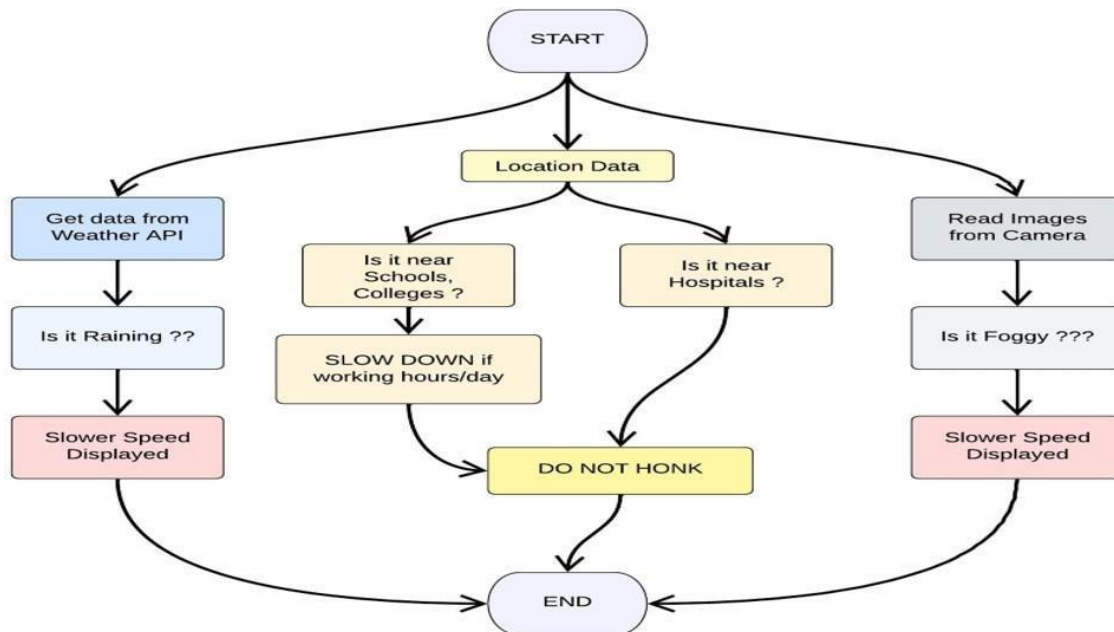 START
Location Data
Get data from
Weather API
Read Images
from Camera
Is it near
Schools,
Colleges ?
Is it near
Hospitals ?
Is it Raining ??
Is it Foggy ???
SLOW DOWN if
working hours/day
Slower Speed
Displayed
DO NOT HONK
Slower Speed
Displayed
END